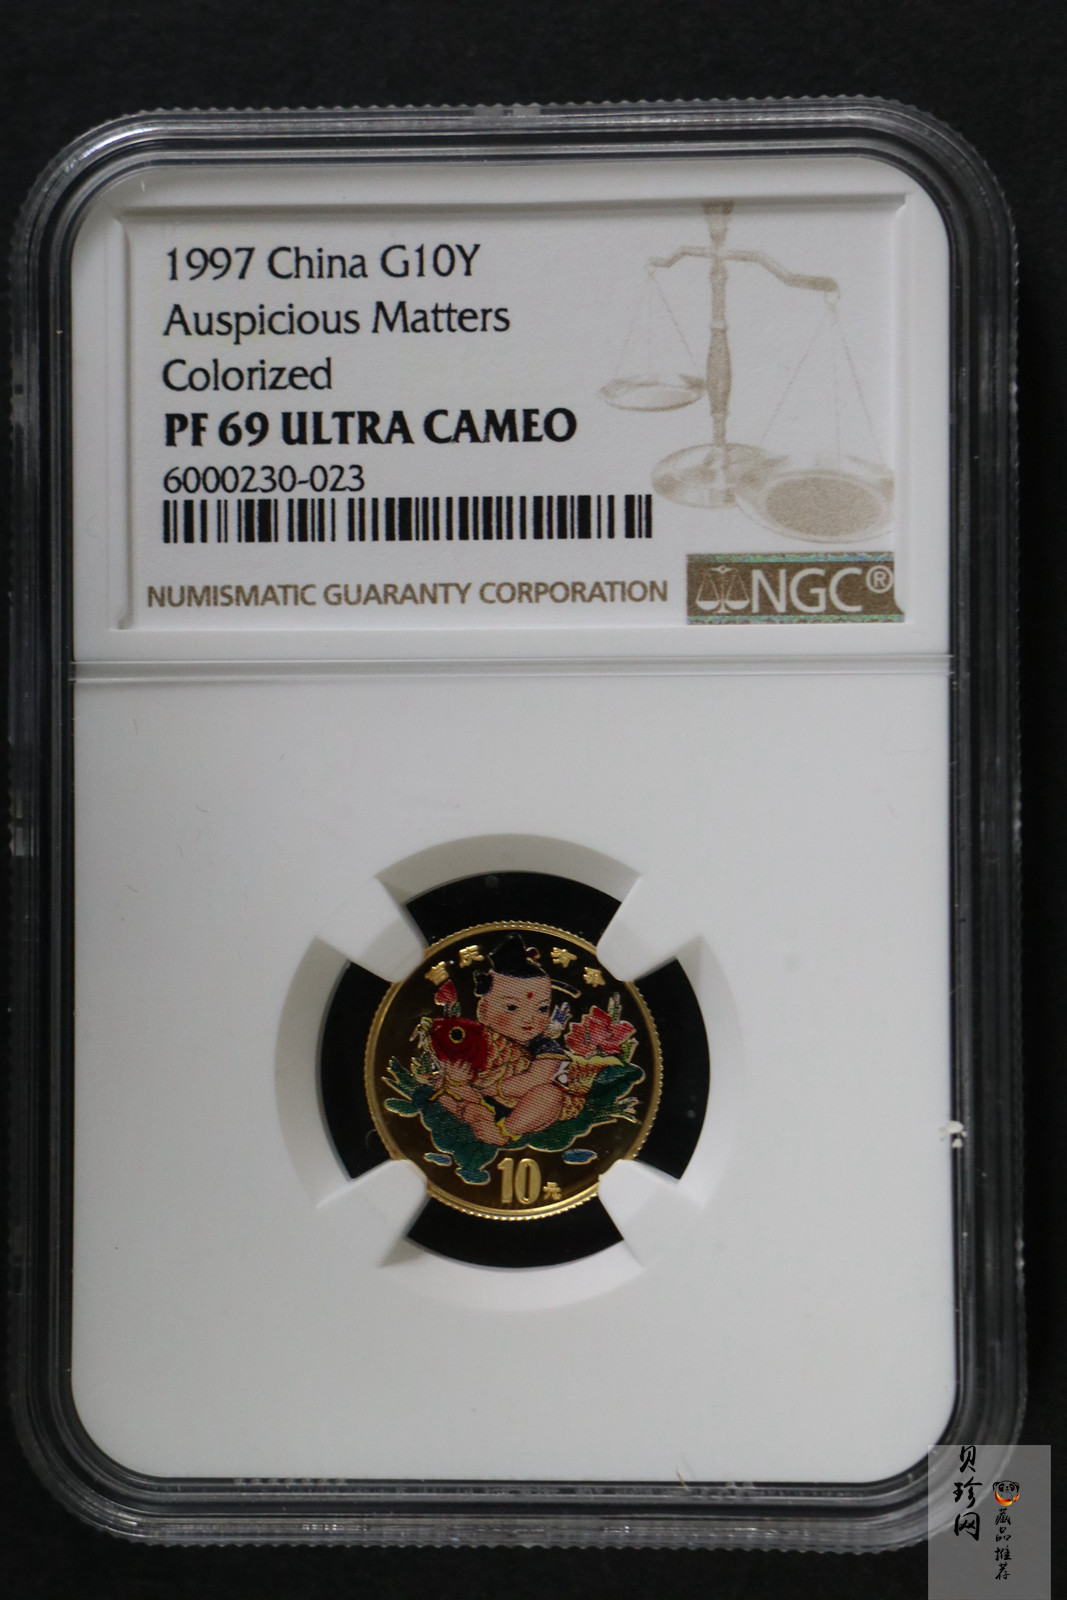 1997 China G10Y
Auspicious Matters
Colorized
PF 69 ULTRA CAMEO
6000230-023
NUMISMATIC GUARANTY CORPORATION
NGC®
吉庆有余
10元
贝珍网
藏品推荐